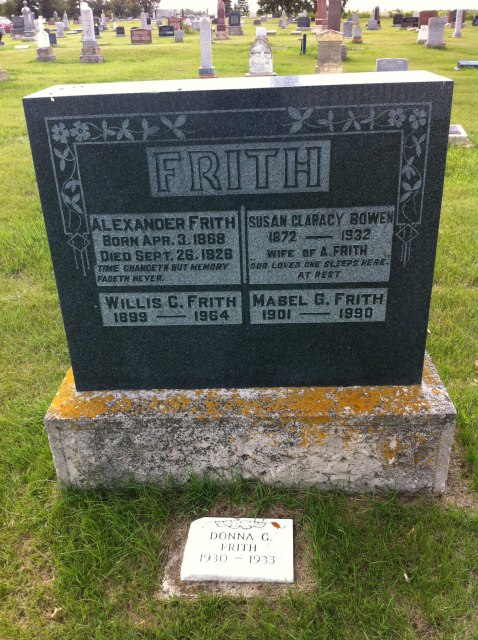 FRITH
ALEXANDER FRITH
BORN APR. 3, 1868
DIED SEPT. 26, 1926
TIME CHANGETH BUT MEMORY
FADETH NEVER.
SUSAN CLARACY BOWEN
1872 — 1932
WIFE OF A. FRITH
OUR LOVED ONE SLEEPS HERE,
AT REST
WILLIS C. FRITH
1899 — 1964
MABEL G. FRITH
1901 — 1990
DONNA G.
FRITH
1930 – 1933